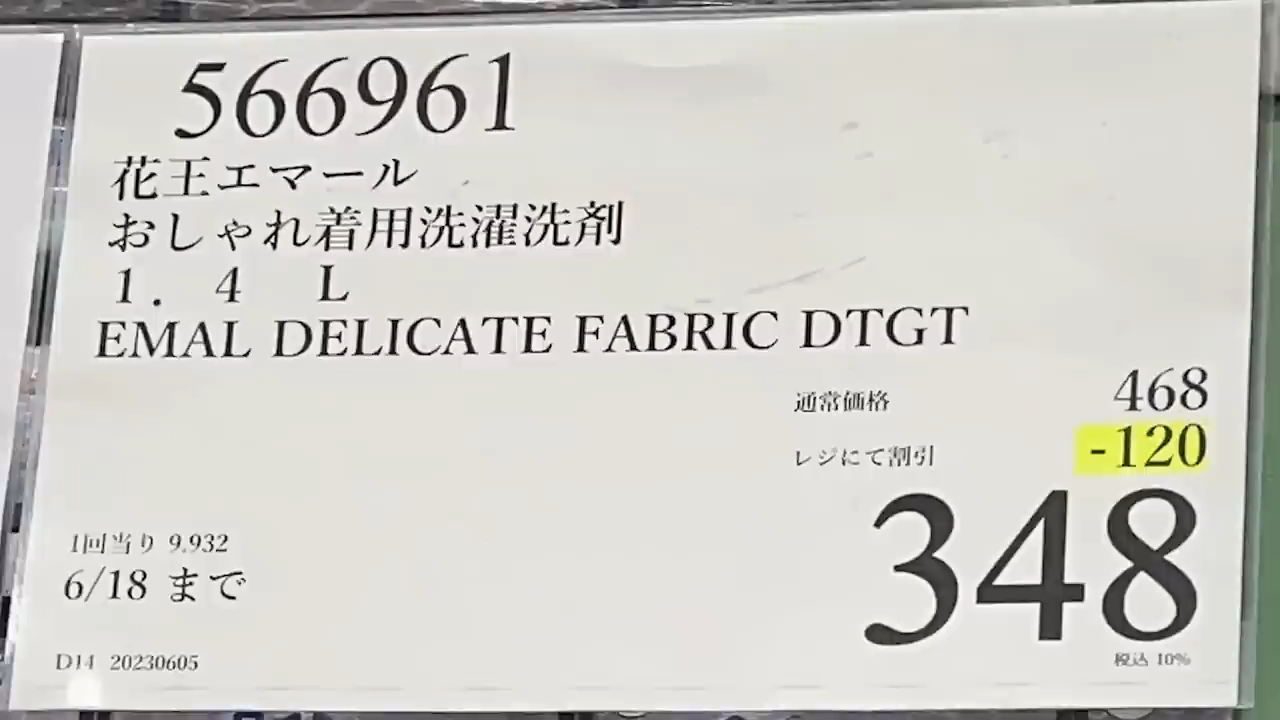 566961
花王エマール
おしゃれ着用洗濯洗剤
1. 4 L
EMAL DELICATE FABRIC DTGT
通常価格 468
レジにて割引 -120
348
1回当り 9.932
6/18 まで
税込 10%
D14 20230605